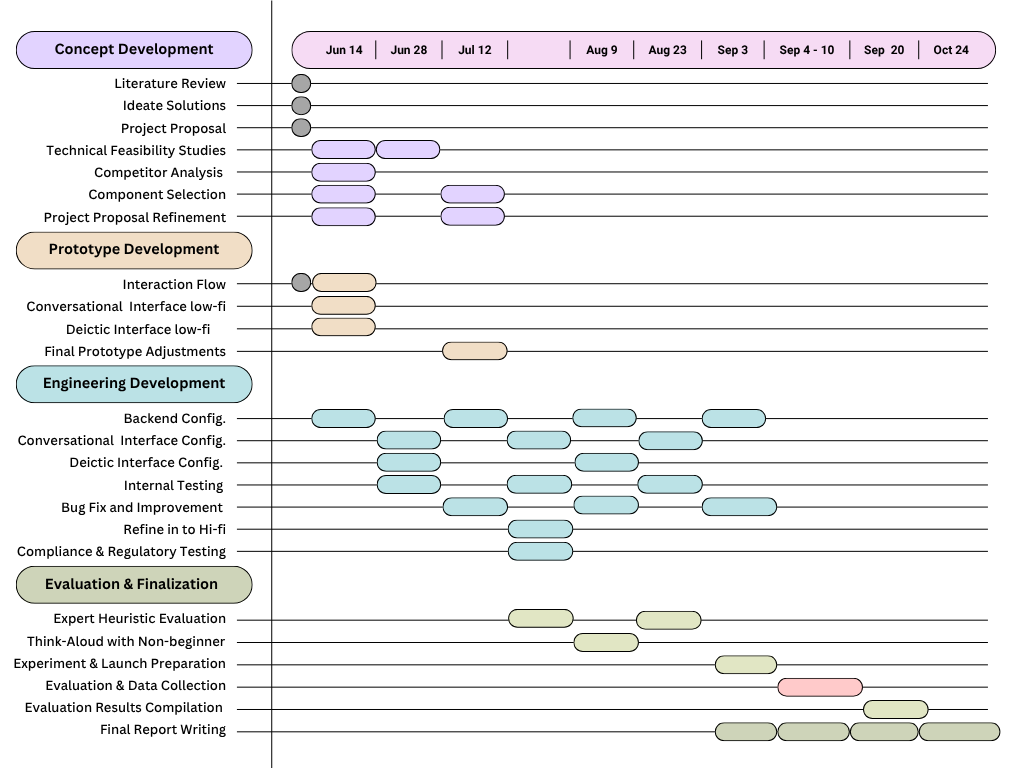 Concept Development
Jun 14 Jun 28 Jul 12 Aug 9 Aug 23 Sep 3 Sep 4 - 10 Sep 20 Oct 24
Literature Review
Ideate Solutions
Project Proposal
Technical Feasibility Studies
Competitor Analysis
Component Selection
Project Proposal Refinement
Prototype Development
Interaction Flow
Conversational Interface low-fi
Deictic Interface low-fi
Final Prototype Adjustments
Engineering Development
Backend Config.
Conversational Interface Config.
Deictic Interface Config.
Internal Testing
Bug Fix and Improvement
Refine in to Hi-fi
Compliance & Regulatory Testing
Evaluation & Finalization
Expert Heuristic Evaluation
Think-Aloud with Non-beginner
Experiment & Launch Preparation
Evaluation & Data Collection
Evaluation Results Compilation
Final Report Writing